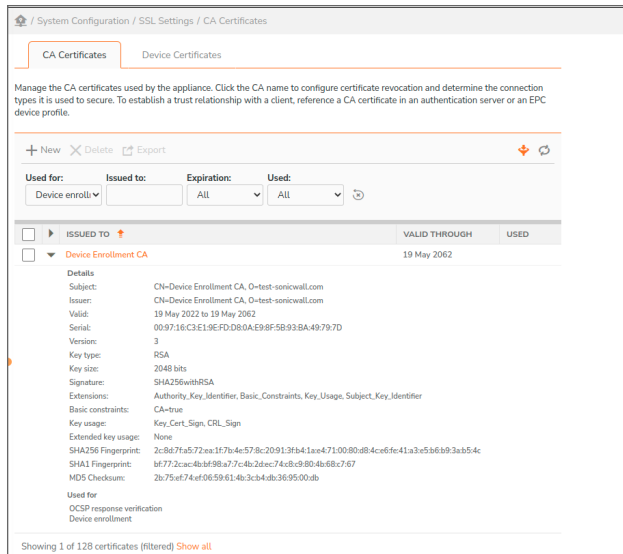 / System Configuration / SSL Settings / CA Certificates
CA Certificates Device Certificates
Manage the CA certificates used by the appliance. Click the CA name to configure certificate revocation and determine the connection
types it is used to secure. To establish a trust relationship with a client, reference a CA certificate in an authentication server or an EPC
device profile.
New Delete Export
Used for: Issued to: Expiration: Used:
Device enroll All All
ISSUED TO VALID THROUGH USED
Device Enrollment CA 19 May 2062
Details
Subject: CN=Device Enrollment CA, O=test-sonicwall.com
Issuer: CN=Device Enrollment CA, O=test-sonicwall.com
Valid: 19 May 2022 to 19 May 2062
Serial: 00:97:16:C3:E1:9E:FD:D8:0A:E9:8F:5B:93:BA:49:79:7D
Version: 3
Key type: RSA
Key size: 2048 bits
Signature: SHA256withRSA
Extensions: Authority_Key_Identifier, Basic_Constraints, Key_Usage, Subject_Key_Identifier
Basic constraints: CA=true
Key usage: Key_Cert_Sign, CRL_Sign
Extended key usage: None
SHA256 Fingerprint: 2c:8d:7f:a5:72:ea:1f:7b:4e:57:8c:20:91:3f:b4:1a:e4:71:00:80:d8:4c:e6:fe:41:a3:e5:b6:b9:3a:b5:4c
SHA1 Fingerprint: bf:77:2c:ac:4b:bf:98:a7:7c:4b:2d:ec:74:c8:c9:80:4b:68:c7:67
MD5 Checksum: 2b:75:ef:74:ef:06:59:61:4b:3c:b4:db:36:95:00:db
Used for
OCSP response verification
Device enrollment
Showing 1 of 128 certificates (filtered) Show all